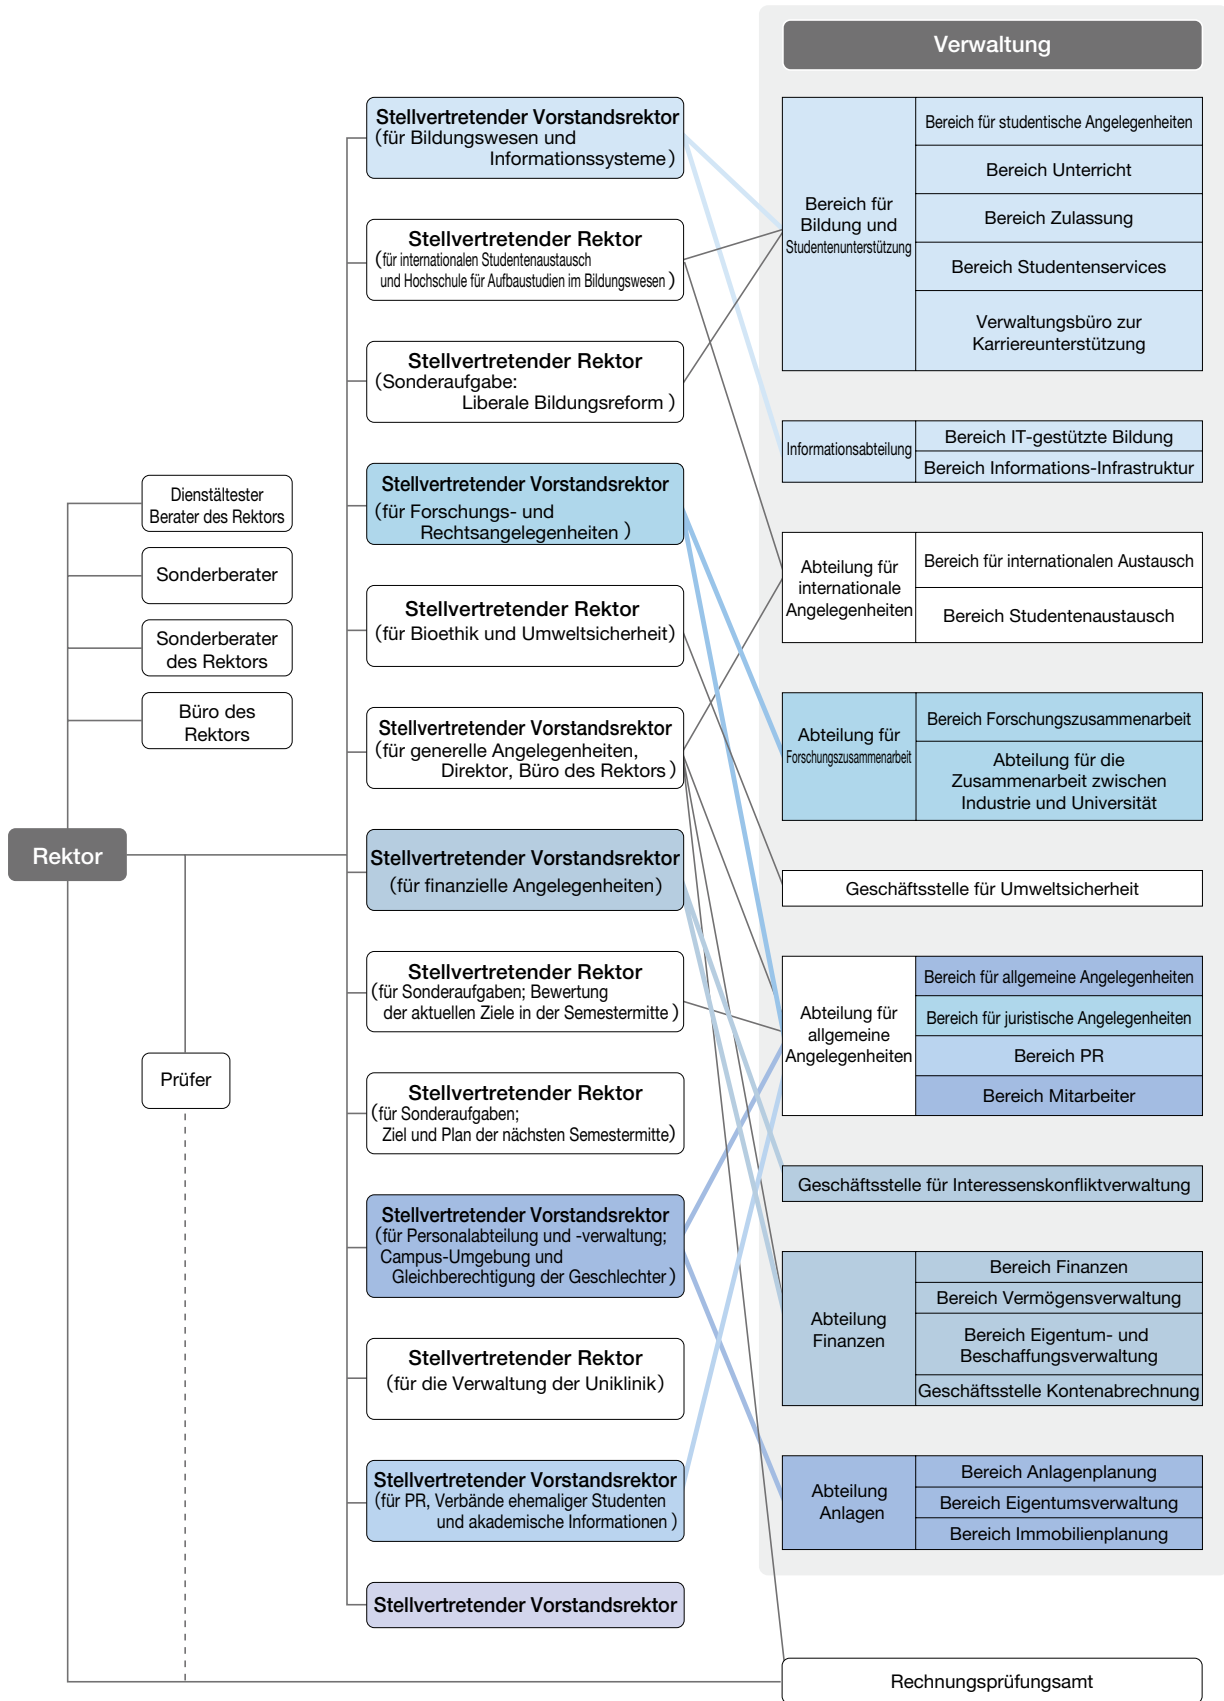 Verwaltung
Stellvertretender Vorstandsrektor
(für Bildungswesen und
Informationssysteme)
Stellvertretender Rektor
(für internationalen Studentenaustausch
und Hochschule für Aufbaustudien im Bildungswesen)
Stellvertretender Rektor
(Sonderaufgabe:
Liberale Bildungsreform)
Stellvertretender Vorstandsrektor
(für Forschungs- und
Rechtsangelegenheiten)
Stellvertretender Rektor
(für Bioethik und Umweltsicherheit)
Stellvertretender Vorstandsrektor
(für generelle Angelegenheiten,
Direktor, Büro des Rektors)
Stellvertretender Vorstandsrektor
(für finanzielle Angelegenheiten)
Stellvertretender Rektor
(für Sonderaufgaben; Bewertung
der aktuellen Ziele in der Semestermitte)
Stellvertretender Rektor
(für Sonderaufgaben;
Ziel und Plan der nächsten Semestermitte)
Stellvertretender Vorstandsrektor
(für Personalabteilung und -verwaltung;
Campus-Umgebung und
Gleichberechtigung der Geschlechter)
Stellvertretender Rektor
(für die Verwaltung der Uniklinik)
Stellvertretender Vorstandsrektor
(für PR, Verbände ehemaliger Studenten
und akademische Informationen)
Stellvertretender Vorstandsrektor
Dienstältester
Berater des Rektors
Sonderberater
Sonderberater
des Rektors
Büro des
Rektors
Rektor
Prüfer
Bereich für
Bildung und
Studentenunterstützung
Bereich für studentische Angelegenheiten
Bereich Unterricht
Bereich Zulassung
Bereich Studentenservices
Verwaltungsbüro zur
Karriereunterstützung
Informationsabteilung
Bereich IT-gestützte Bildung
Bereich Informations-Infrastruktur
Abteilung für
internationale
Angelegenheiten
Bereich für internationalen Austausch
Bereich Studentenaustausch
Abteilung für
Forschungszusammenarbeit
Bereich Forschungszusammenarbeit
Abteilung für die
Zusammenarbeit zwischen
Industrie und Universität
Geschäftsstelle für Umweltsicherheit
Abteilung für
allgemeine
Angelegenheiten
Bereich für allgemeine Angelegenheiten
Bereich für juristische Angelegenheiten
Bereich PR
Bereich Mitarbeiter
Geschäftsstelle für Interessenskonfliktverwaltung
Abteilung
Finanzen
Bereich Finanzen
Bereich Vermögensverwaltung
Bereich Eigentum- und
Beschaffungsverwaltung
Geschäftsstelle Kontenabrechnung
Abteilung
Anlagen
Bereich Anlagenplanung
Bereich Eigentumsverwaltung
Bereich Immobilienplanung
Rechnungsprüfungsamt